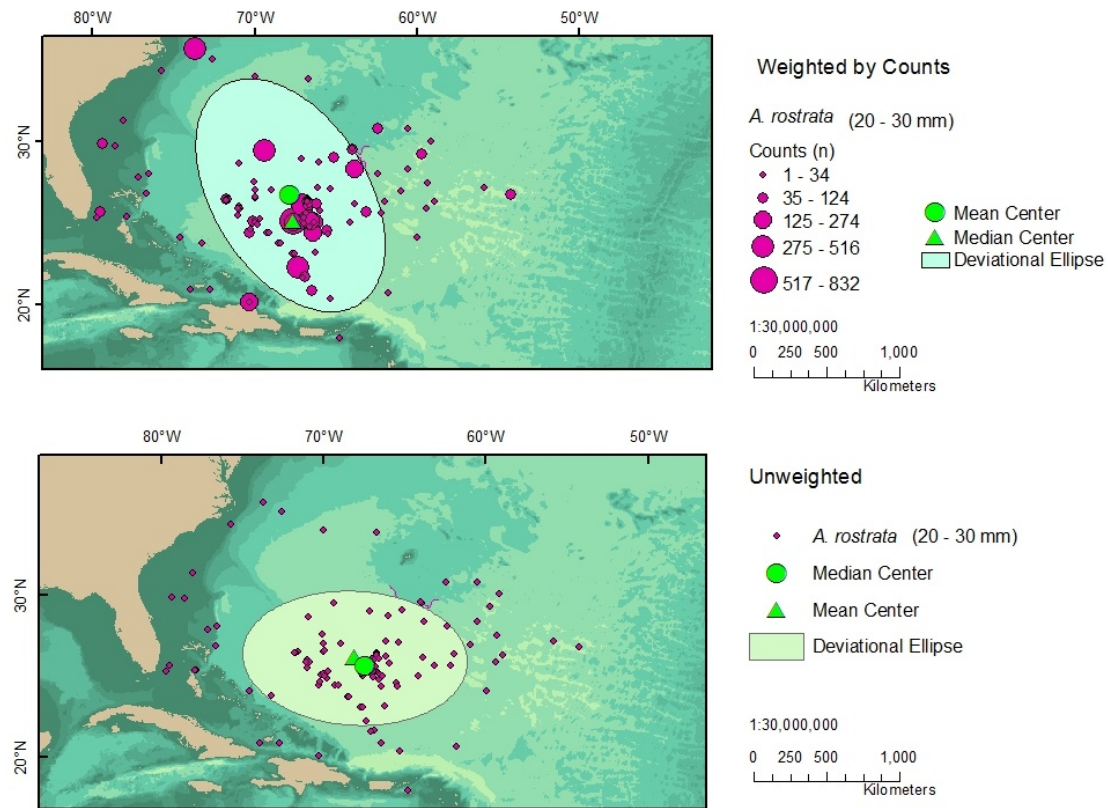 80°W 70°W 60°W 50°W
30°N
20°N
Weighted by Counts
A. rostrata (20 - 30 mm)
Counts (n)
1 - 34
35 - 124
125 - 274
275 - 516
517 - 832
Mean Center
Median Center
Deviational Ellipse
1:30,000,000
0 250 500 1,000
Kilometers
80°W 70°W 60°W 50°W
30°N
20°N
Unweighted
A. rostrata (20 - 30 mm)
Median Center
Mean Center
Deviational Ellipse
1:30,000,000
0 250 500 1,000
Kilometers